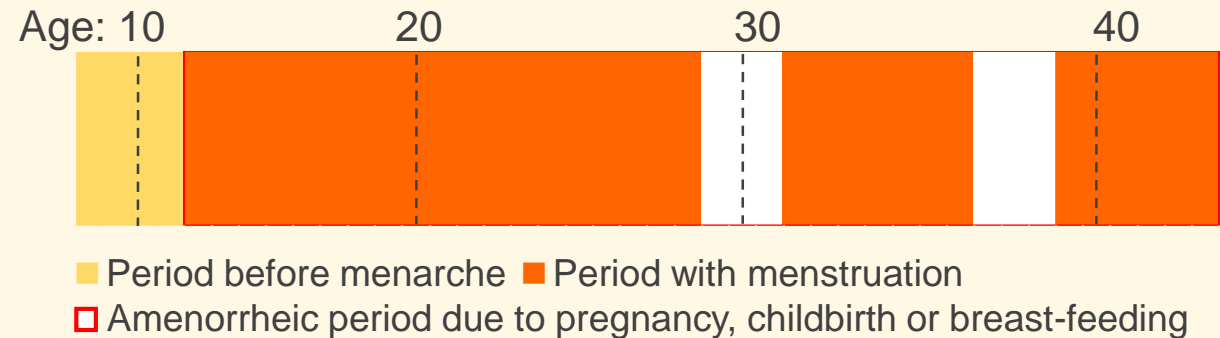 Age: 10 20 30 40
Period before menarche Period with menstruation
Amenorrheic period due to pregnancy, childbirth or breast-feeding